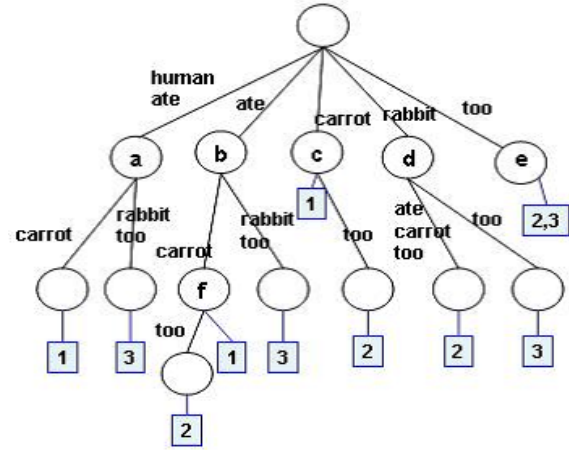 human
ate
ate
carrot
rabbit
too
a
b
c
d
e
1
2,3
carrot
rabbit
too
carrot
rabbit
too
too
ate
carrot
too
too
f
1
3
too
1
3
2
2
3
2